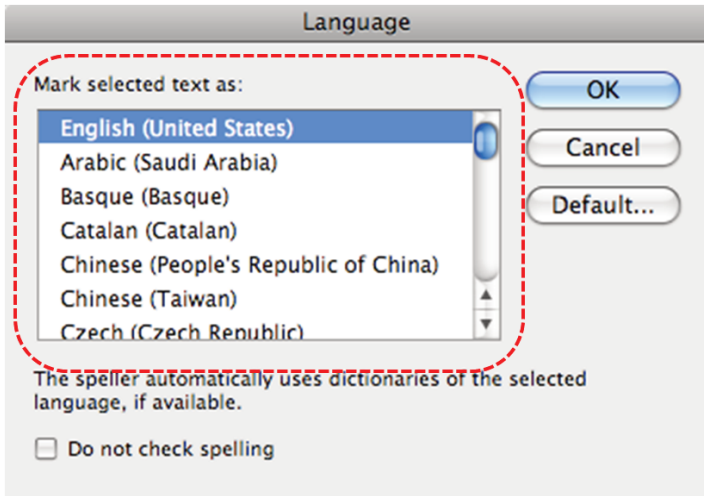 Language
Mark selected text as:
English (United States)
Arabic (Saudi Arabia)
Basque (Basque)
Catalan (Catalan)
Chinese (People's Republic of China)
Chinese (Taiwan)
Czech (Czech Republic)
OK
Cancel
Default...
The speller automatically uses dictionaries of the selected
language, if available.
Do not check spelling